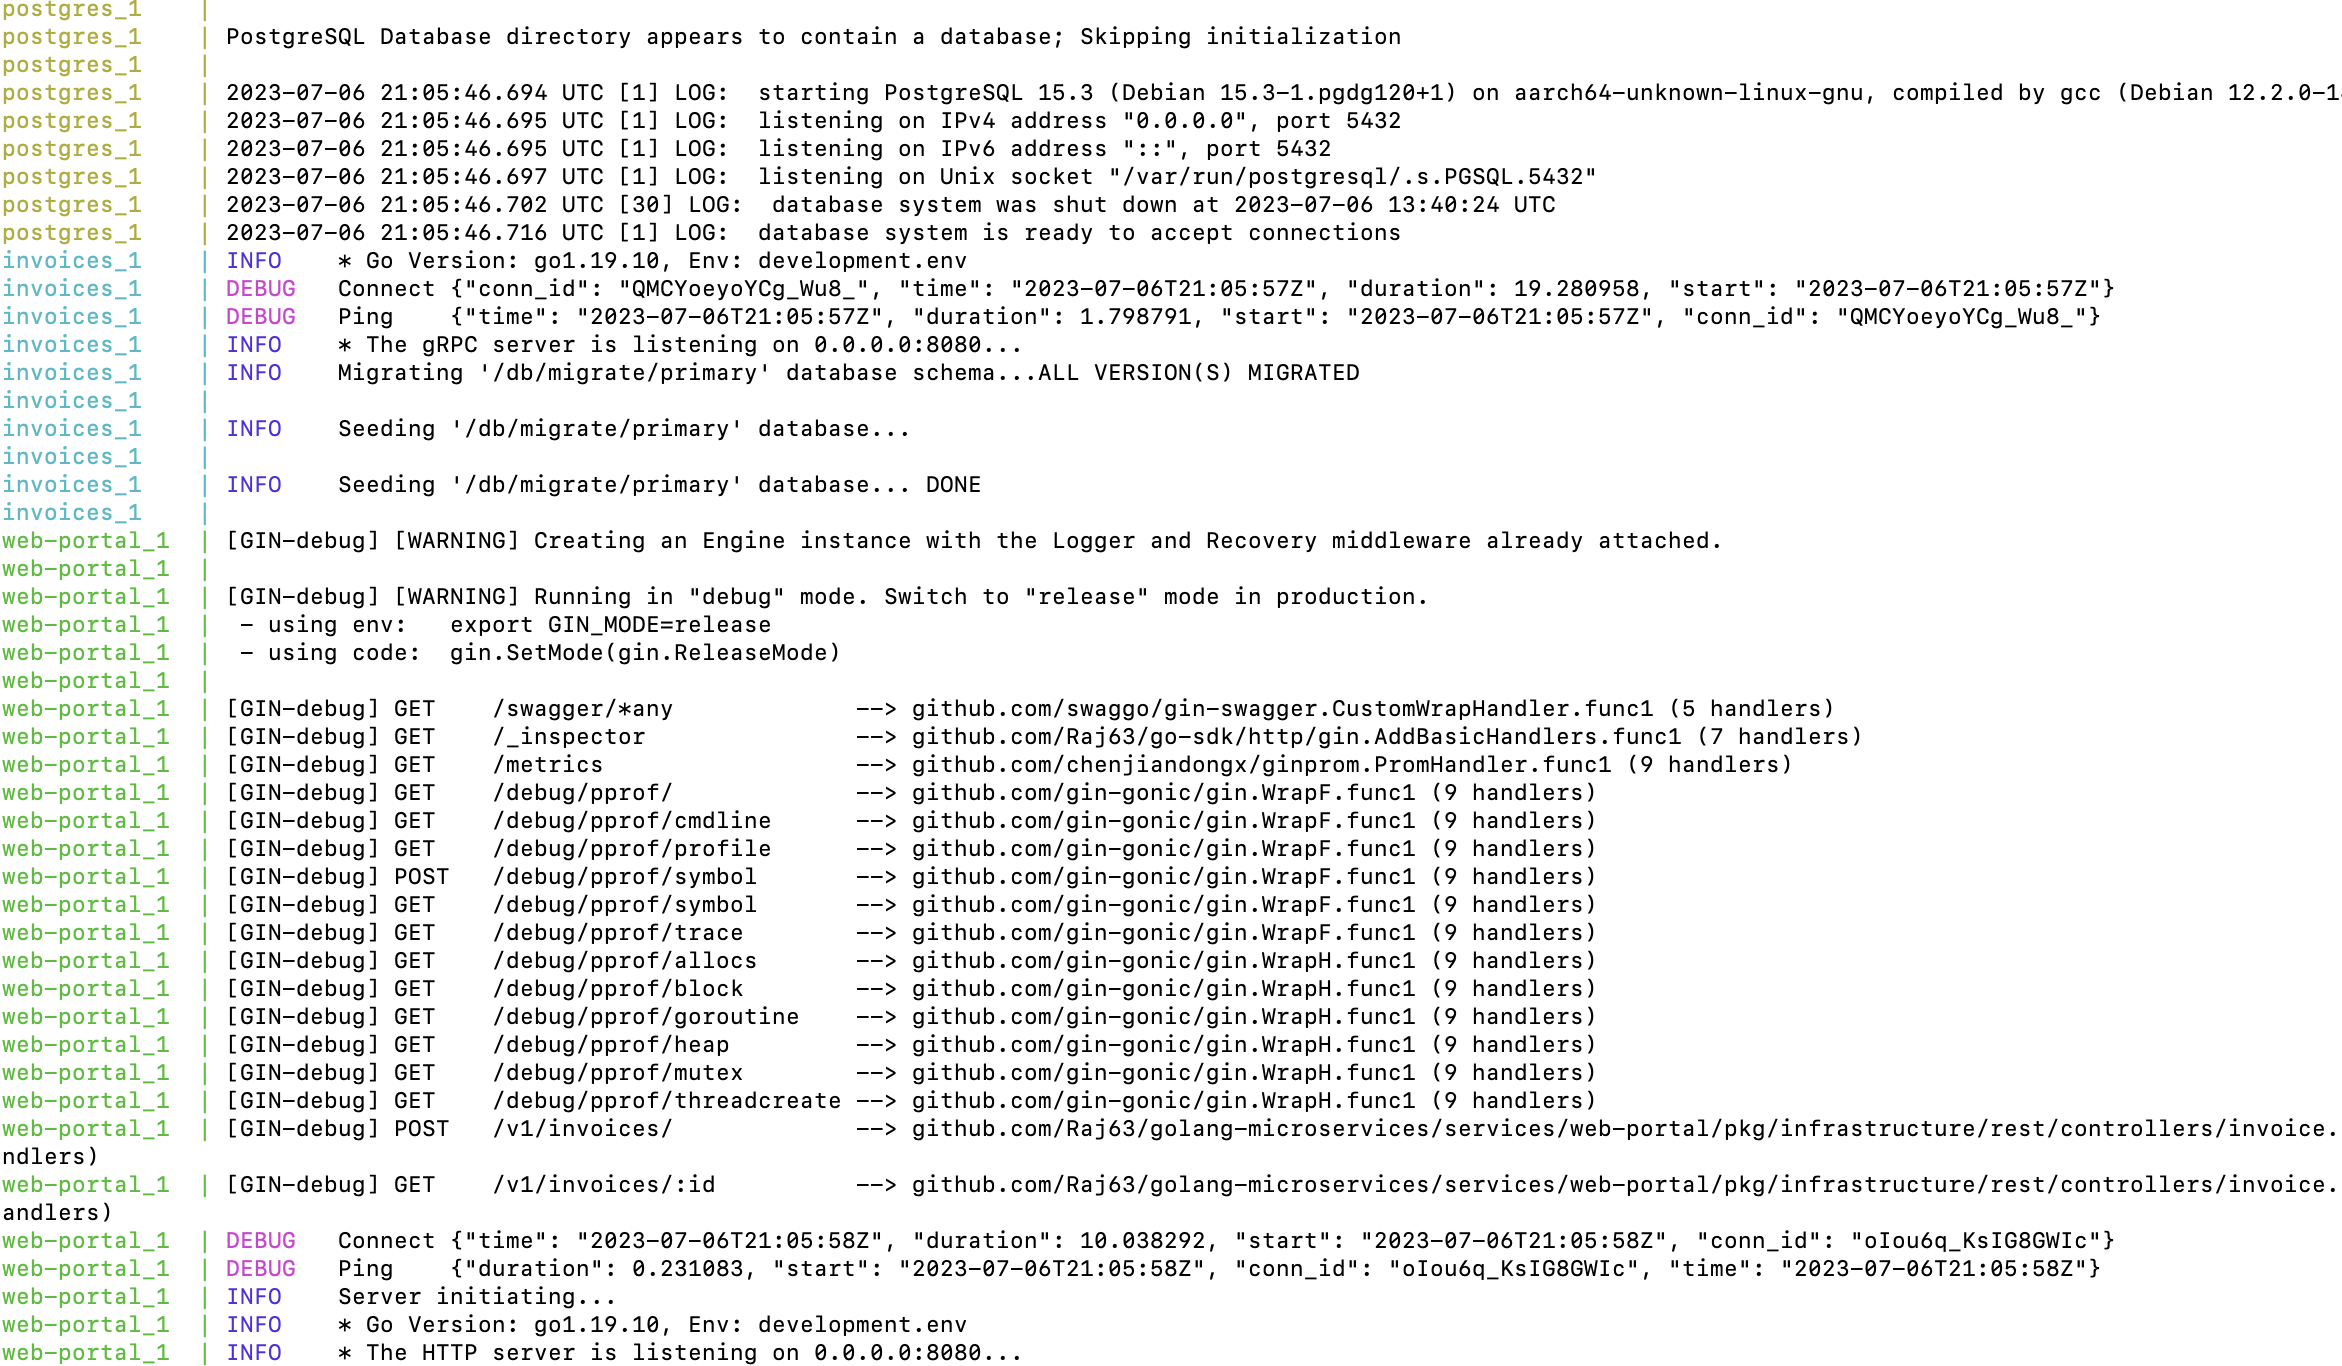 postgres_1    |
postgres_1    | PostgreSQL Database directory appears to contain a database; Skipping initialization
postgres_1    |
postgres_1    | 2023-07-06 21:05:46.694 UTC [1] LOG:  starting PostgreSQL 15.3 (Debian 15.3-1.pgdg120+1) on aarch64-unknown-linux-gnu, compiled by gcc (Debian 12.2.0-1
postgres_1    | 2023-07-06 21:05:46.695 UTC [1] LOG:  listening on IPv4 address "0.0.0.0", port 5432
postgres_1    | 2023-07-06 21:05:46.695 UTC [1] LOG:  listening on IPv6 address "::", port 5432
postgres_1    | 2023-07-06 21:05:46.697 UTC [1] LOG:  listening on Unix socket "/var/run/postgresql/.s.PGSQL.5432"
postgres_1    | 2023-07-06 21:05:46.702 UTC [30] LOG:  database system was shut down at 2023-07-06 13:40:24 UTC
postgres_1    | 2023-07-06 21:05:46.716 UTC [1] LOG:  database system is ready to accept connections
invoices_1    | INFO    * Go Version: go1.19.10, Env: development.env
invoices_1    | DEBUG   Connect {"conn_id": "QMCYoeyoYCg_Wu8_", "time": "2023-07-06T21:05:57Z", "duration": 19.280958, "start": "2023-07-06T21:05:57Z"}
invoices_1    | DEBUG   Ping    {"time": "2023-07-06T21:05:57Z", "duration": 1.798791, "start": "2023-07-06T21:05:57Z", "conn_id": "QMCYoeyoYCg_Wu8_"}
invoices_1    | INFO    * The gRPC server is listening on 0.0.0.0:8080...
invoices_1    | INFO    Migrating '/db/migrate/primary' database schema...ALL VERSION(S) MIGRATED
invoices_1    |
invoices_1    | INFO    Seeding '/db/migrate/primary' database...
invoices_1    |
invoices_1    | INFO    Seeding '/db/migrate/primary' database... DONE
invoices_1    |
web-portal_1  | [GIN-debug] [WARNING] Creating an Engine instance with the Logger and Recovery middleware already attached.
web-portal_1  |
web-portal_1  | [GIN-debug] [WARNING] Running in "debug" mode. Switch to "release" mode in production.
web-portal_1  |  - using env:   export GIN_MODE=release
web-portal_1  |  - using code:  gin.SetMode(gin.ReleaseMode)
web-portal_1  |
web-portal_1  | [GIN-debug] GET    /swagger/*any             --> github.com/swaggo/gin-swagger.CustomWrapHandler.func1 (5 handlers)
web-portal_1  | [GIN-debug] GET    /_inspector               --> github.com/Raj63/go-sdk/http/gin.AddBasicHandlers.func1 (7 handlers)
web-portal_1  | [GIN-debug] GET    /metrics                  --> github.com/chenjiandongx/ginprom.PromHandler.func1 (9 handlers)
web-portal_1  | [GIN-debug] GET    /debug/pprof/             --> github.com/gin-gonic/gin.WrapF.func1 (9 handlers)
web-portal_1  | [GIN-debug] GET    /debug/pprof/cmdline      --> github.com/gin-gonic/gin.WrapF.func1 (9 handlers)
web-portal_1  | [GIN-debug] GET    /debug/pprof/profile      --> github.com/gin-gonic/gin.WrapF.func1 (9 handlers)
web-portal_1  | [GIN-debug] POST   /debug/pprof/symbol       --> github.com/gin-gonic/gin.WrapF.func1 (9 handlers)
web-portal_1  | [GIN-debug] GET    /debug/pprof/symbol       --> github.com/gin-gonic/gin.WrapF.func1 (9 handlers)
web-portal_1  | [GIN-debug] GET    /debug/pprof/trace        --> github.com/gin-gonic/gin.WrapF.func1 (9 handlers)
web-portal_1  | [GIN-debug] GET    /debug/pprof/allocs       --> github.com/gin-gonic/gin.WrapH.func1 (9 handlers)
web-portal_1  | [GIN-debug] GET    /debug/pprof/block        --> github.com/gin-gonic/gin.WrapH.func1 (9 handlers)
web-portal_1  | [GIN-debug] GET    /debug/pprof/goroutine    --> github.com/gin-gonic/gin.WrapH.func1 (9 handlers)
web-portal_1  | [GIN-debug] GET    /debug/pprof/heap         --> github.com/gin-gonic/gin.WrapH.func1 (9 handlers)
web-portal_1  | [GIN-debug] GET    /debug/pprof/mutex        --> github.com/gin-gonic/gin.WrapH.func1 (9 handlers)
web-portal_1  | [GIN-debug] GET    /debug/pprof/threadcreate --> github.com/gin-gonic/gin.WrapH.func1 (9 handlers)
web-portal_1  | [GIN-debug] POST   /v1/invoices/             --> github.com/Raj63/golang-microservices/services/web-portal/pkg/infrastructure/rest/controllers/invoice.
ndlers)
web-portal_1  | [GIN-debug] GET    /v1/invoices/:id          --> github.com/Raj63/golang-microservices/services/web-portal/pkg/infrastructure/rest/controllers/invoice.
andlers)
web-portal_1  | DEBUG   Connect {"time": "2023-07-06T21:05:58Z", "duration": 10.038292, "start": "2023-07-06T21:05:58Z", "conn_id": "oIou6q_KsIG8GWIc"}
web-portal_1  | DEBUG   Ping    {"duration": 0.231083, "start": "2023-07-06T21:05:58Z", "conn_id": "oIou6q_KsIG8GWIc", "time": "2023-07-06T21:05:58Z"}
web-portal_1  | INFO    Server initiating...
web-portal_1  | INFO    * Go Version: go1.19.10, Env: development.env
web-portal_1  | INFO    * The HTTP server is listening on 0.0.0.0:8080...